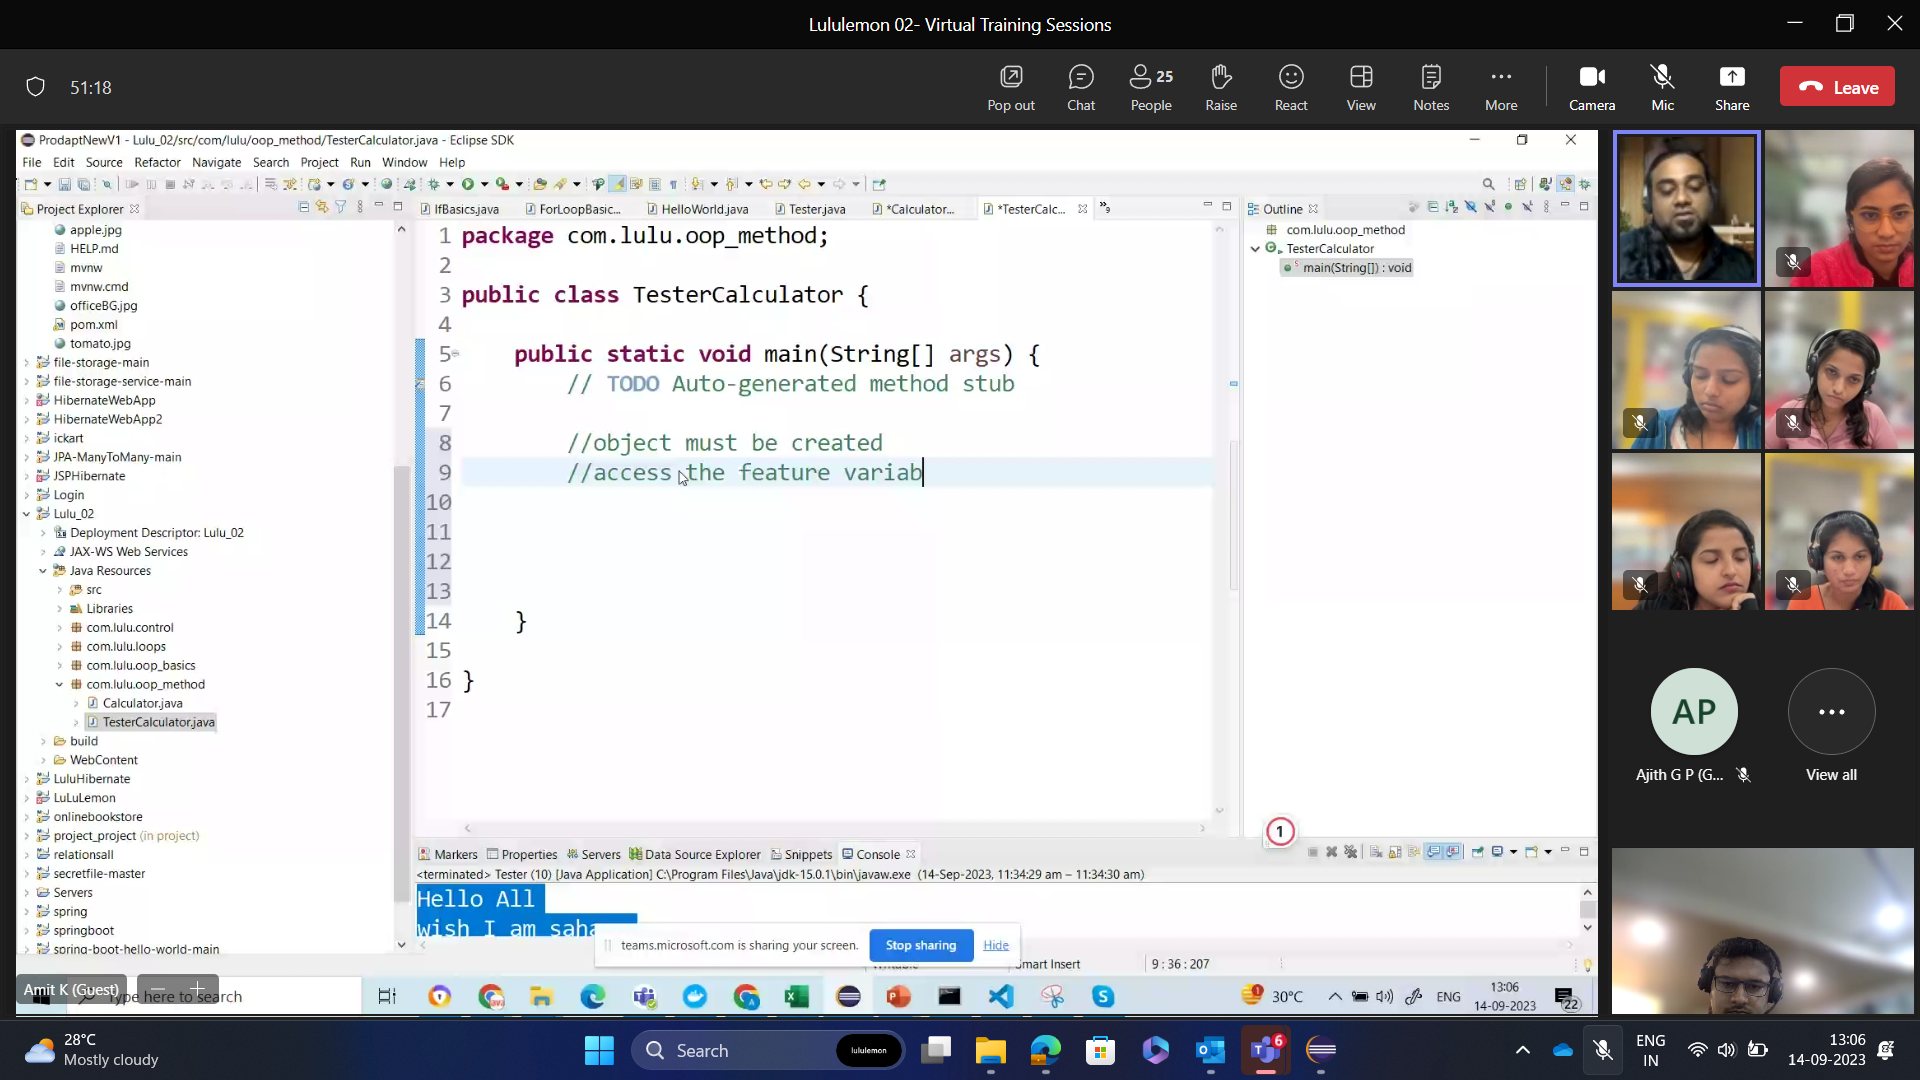 Lululemon 02- Virtual Training Sessions
51:18
Pop out
Chat
People
25
Raise
React
View
Notes
More
Camera
Mic
Share
Leave
ProdaptNewV1 - Lulu_02/src/com/lulu/oop_method/TesterCalculator.java - Eclipse SDK
File Edit Source Refactor Navigate Search Project Run Window Help
Project Explorer
apple.jpg
HELP.md
mvnw
mvnw.cmd
officeBG.jpg
pom.xml
tomato.jpg
file-storage-main
file-storage-service-main
HibernateWebApp
HibernateWebApp2
ickart
JPA-ManyToMany-main
JSPHibernate
Login
Lulu_02
Deployment Descriptor: Lulu_02
JAX-WS Web Services
Java Resources
src
Libraries
com.lulu.control
com.lulu.loops
com.lulu.oop_basics
com.lulu.oop_method
Calculator.java
TesterCalculator.java
build
WebContent
LuluHibernate
LuLuLemon
onlinebookstore
project_project (in project)
relationsall
secretfile-master
Servers
spring
springboot
spring-boot-hello-world-main
IfBasics.java
ForLoopBasic...
HelloWorld.java
Tester.java
*Calculator...
*TesterCalc...
»9
1 package com.lulu.oop_method;
2
3 public class TesterCalculator {
4
5 public static void main(String[] args) {
6 // TODO Auto-generated method stub
7
8 //object must be created
9 //access the feature variab
10
11
12
13
14 }
15
16 }
17
Outline
com.lulu.oop_method
TesterCalculator
main(String[]) : void
1
Markers Properties Servers Data Source Explorer Snippets Console
<terminated> Tester (10) [Java Application] C:\Program Files\Java\jdk-15.0.1\bin\javaw.exe (14-Sep-2023, 11:34:29 am – 11:34:30 am)
Hello All
wish I am saha
teams.microsoft.com is sharing your screen.
Stop sharing
Hide
Smart Insert
9 : 36 : 207
Amit K (Guest)
Type here to search
30°C
ENG
13:06
14-09-2023
22
AP
Ajith G P (G...
View all
28°C
Mostly cloudy
Search
lululemon
6
ENG
IN
13:06
14-09-2023